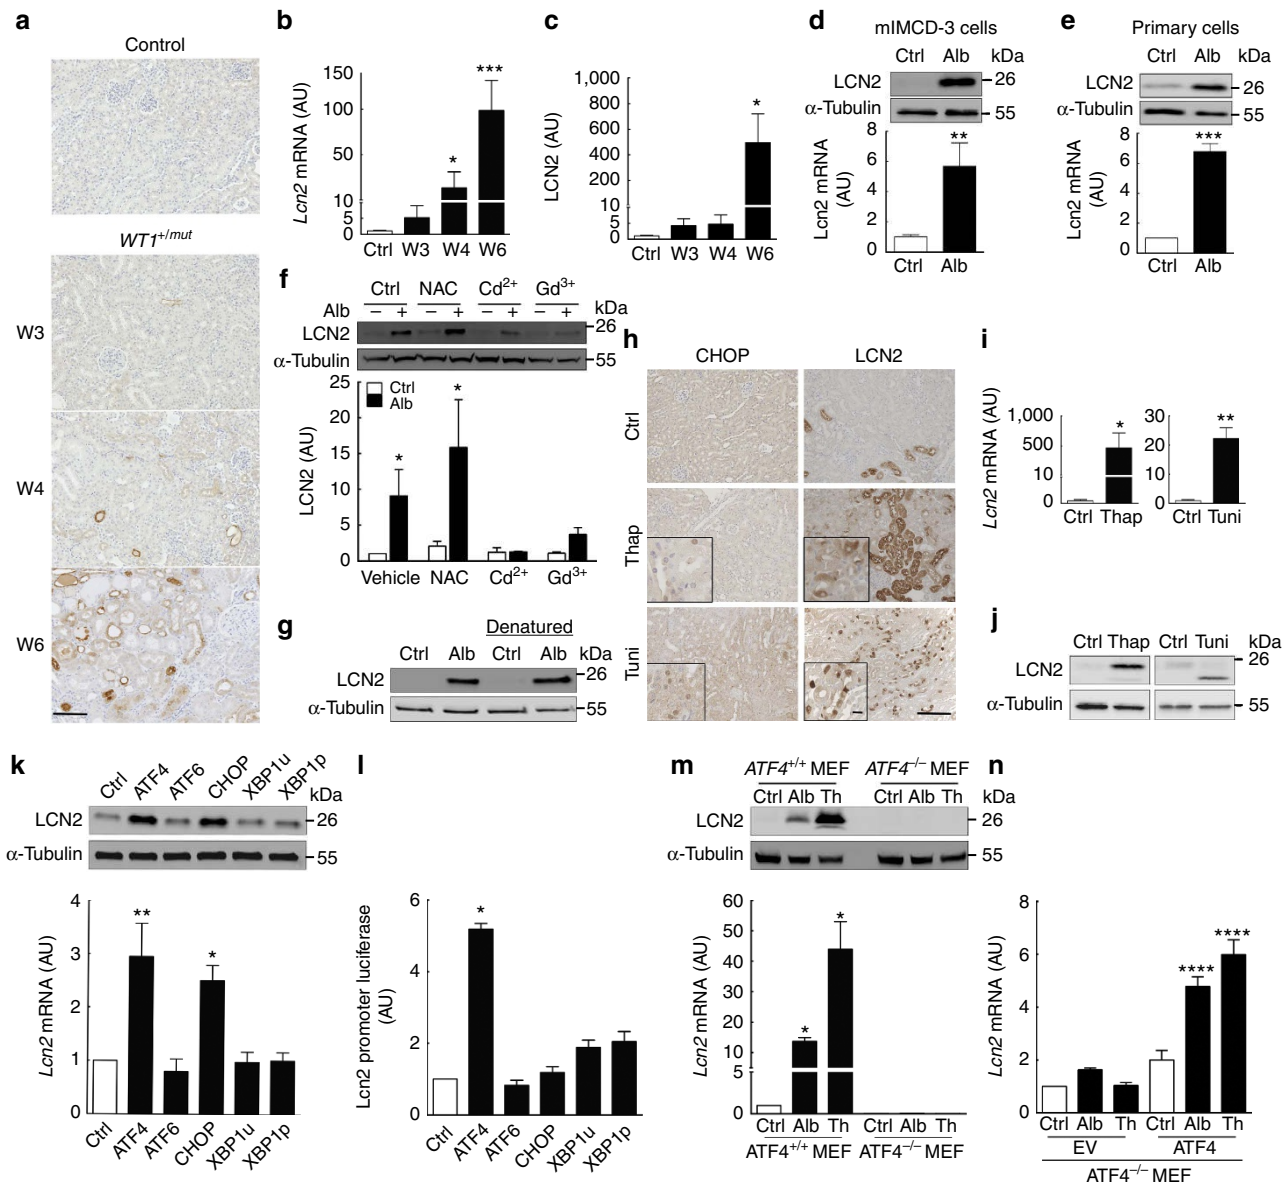 a
Control
WT1+/mut
W3
W4
W6
b
Lcn2 mRNA (AU)
150
100
50
10
5
0
*
***
Ctrl W3 W4 W6
c
LCN2 (AU)
1,000
800
600
400
200
10
5
0
*
Ctrl W3 W4 W6
d
mIMCD-3 cells
Ctrl Alb kDa
LCN2 26
α-Tubulin 55
Lcn2 mRNA (AU)
8
6
4
2
0
**
Ctrl Alb
e
Primary cells
Ctrl Alb kDa
LCN2 26
α-Tubulin 55
Lcn2 mRNA (AU)
8
6
4
2
0
***
Ctrl Alb
f
Ctrl NAC Cd2+ Gd3+
Alb − + − + − + − + kDa
LCN2 26
α-Tubulin 55
LCN2 (AU)
25
20
15
10
5
0
Ctrl
Alb
*
*
Vehicle NAC Cd2+ Gd3+
g
Denatured
Ctrl Alb Ctrl Alb kDa
LCN2 26
α-Tubulin 55
h
CHOP LCN2
Ctrl
Thap
Tuni
i
Lcn2 mRNA (AU)
1,000
500
10
0
*
Ctrl Thap
30
20
10
0
**
Ctrl Tuni
j
Ctrl Thap Ctrl Tuni kDa
LCN2 26
α-Tubulin 55
k
Ctrl ATF4 ATF6 CHOP XBP1u XBP1p
kDa
LCN2 26
α-Tubulin 55
Lcn2 mRNA (AU)
4
3
2
1
0
**
*
Ctrl ATF4 ATF6 CHOP XBP1u XBP1p
l
Lcn2 promoter luciferase (AU)
6
4
2
0
*
Ctrl ATF4 ATF6 CHOP XBP1u XBP1p
m
ATF4+/+ MEF ATF4−/− MEF
Ctrl Alb Th Ctrl Alb Th kDa
LCN2 26
α-Tubulin 55
Lcn2 mRNA (AU)
60
50
40
30
20
10
5
0
*
*
Ctrl Alb Th Ctrl Alb Th
ATF4+/+ MEF ATF4−/− MEF
n
Lcn2 mRNA (AU)
8
6
4
2
0
****
****
Ctrl Alb Th Ctrl Alb Th
EV ATF4
ATF4−/− MEF